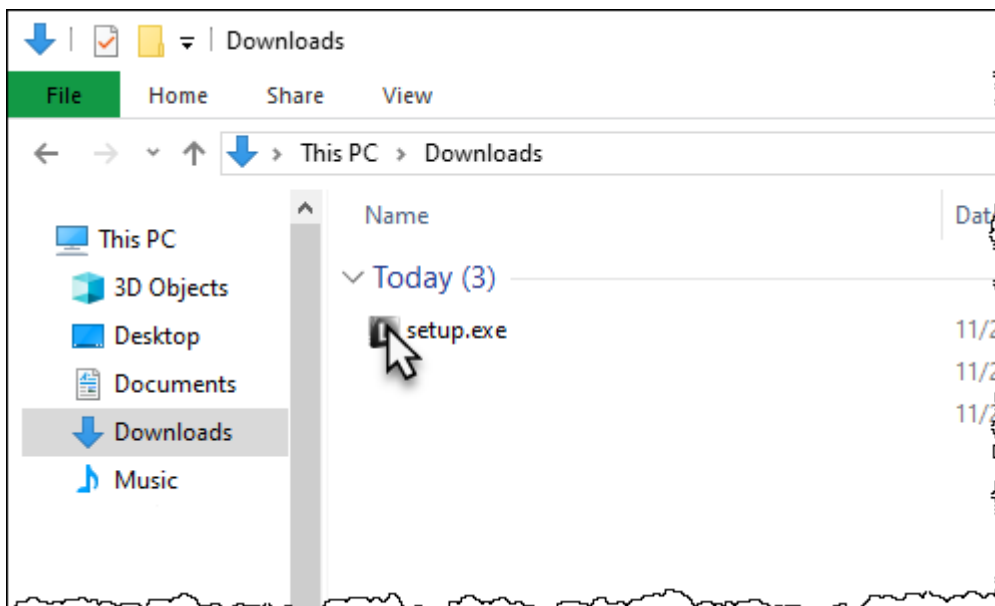 Downloads
File Home Share View
This PC > Downloads
Name
This PC
Today (3)
3D Objects
setup.exe
Desktop
Documents
Downloads
Music